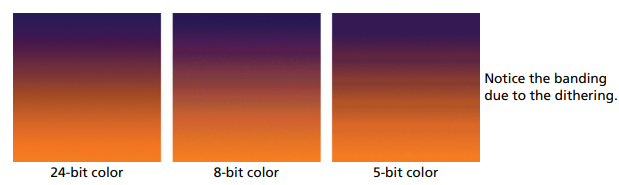 Notice the banding
due to the dithering.
24-bit color
8-bit color
5-bit color